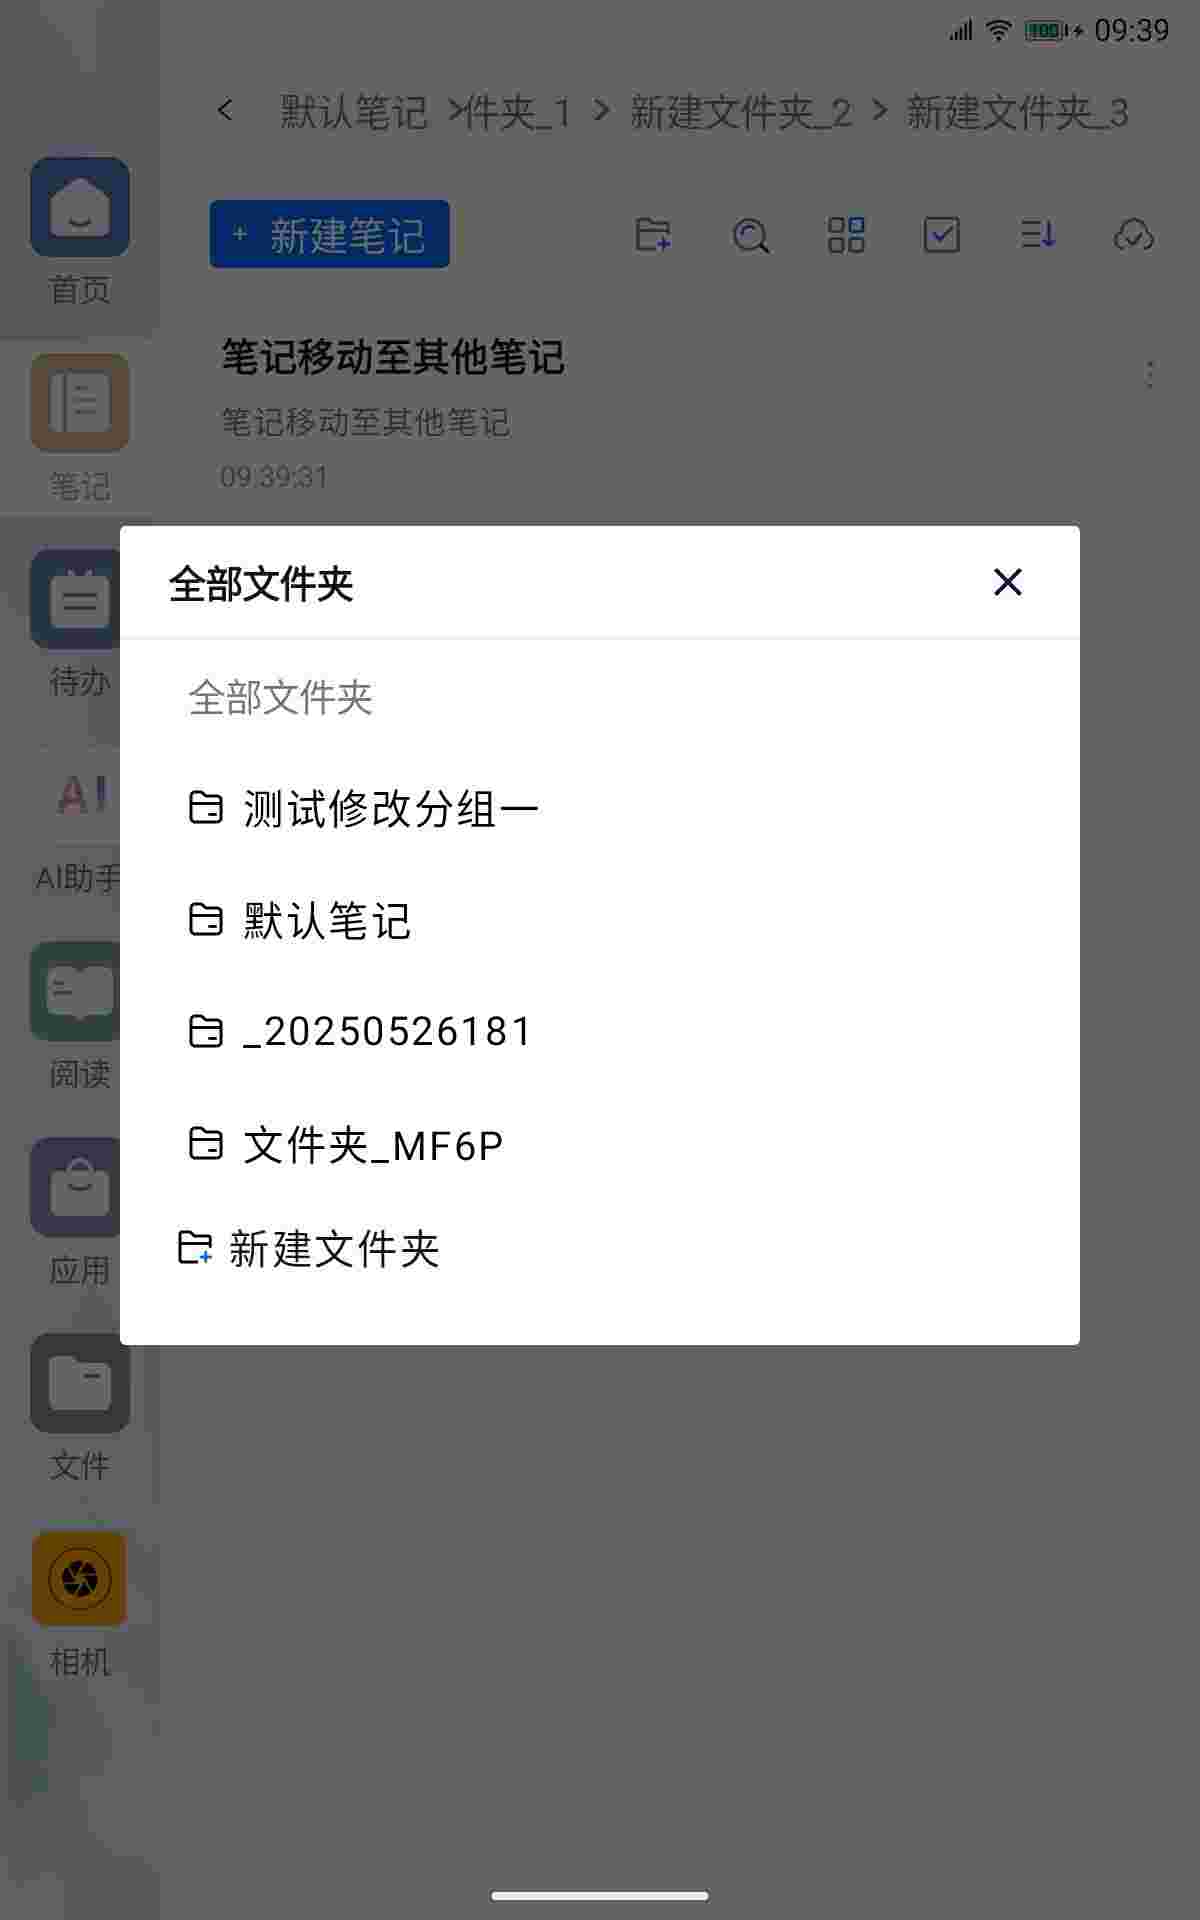 100 09:39
默认笔记 >件夹_1 > 新建文件夹_2 > 新建文件夹_3
+ 新建笔记
首页
笔记移动至其他笔记
笔记移动至其他笔记
09:39:31
笔记
全部文件夹
待办
全部文件夹
测试修改分组一
AI
AI助手
默认笔记
_20250526181
阅读
文件夹_MF6P
新建文件夹
应用
文件
相机